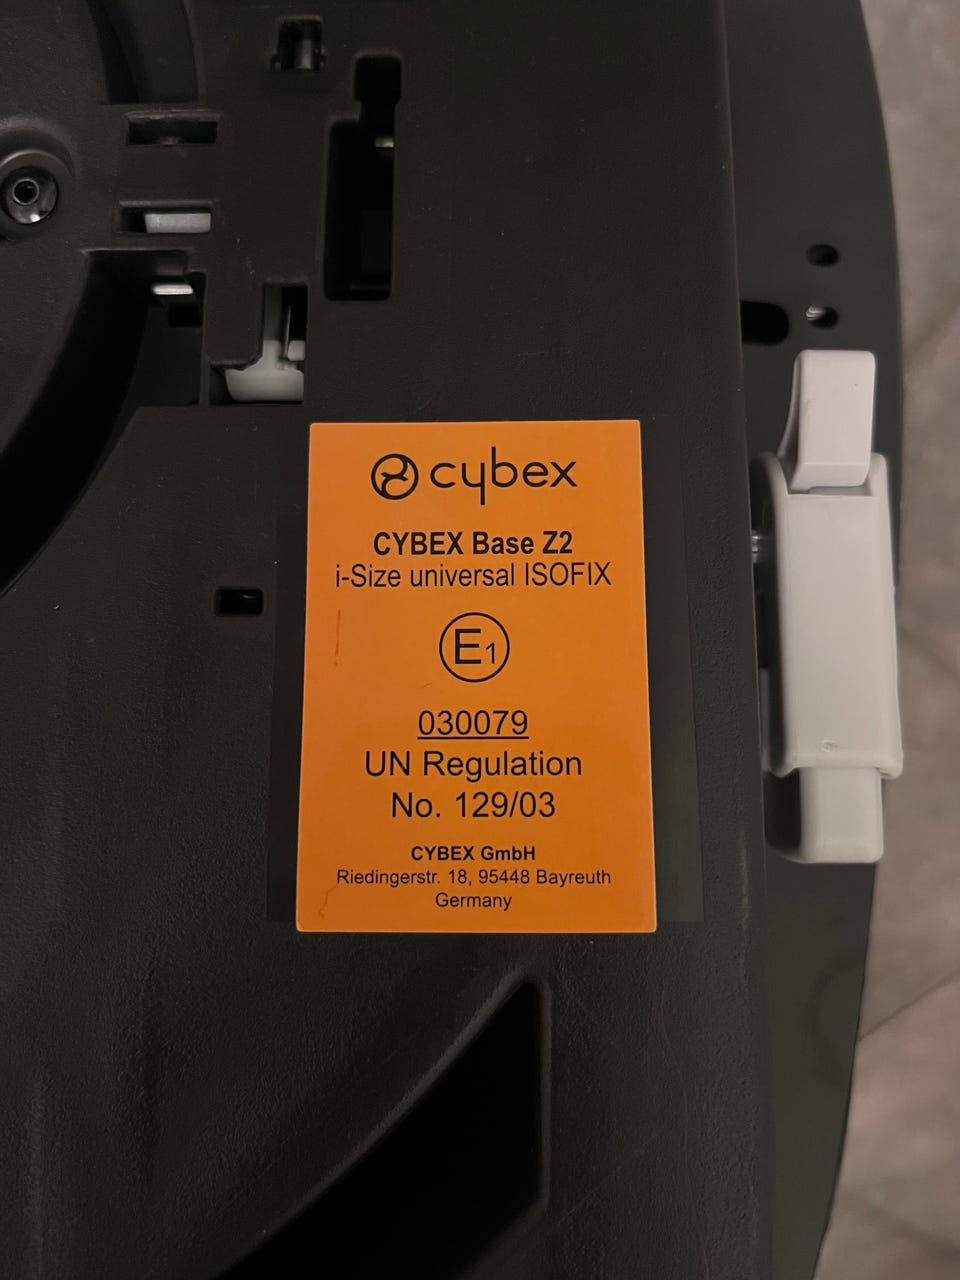 cybex
CYBEX Base Z2
i-Size universal ISOFIX
E1
030079
UN Regulation
No. 129/03
CYBEX GmbH
Riedingerstr. 18, 95448 Bayreuth
Germany